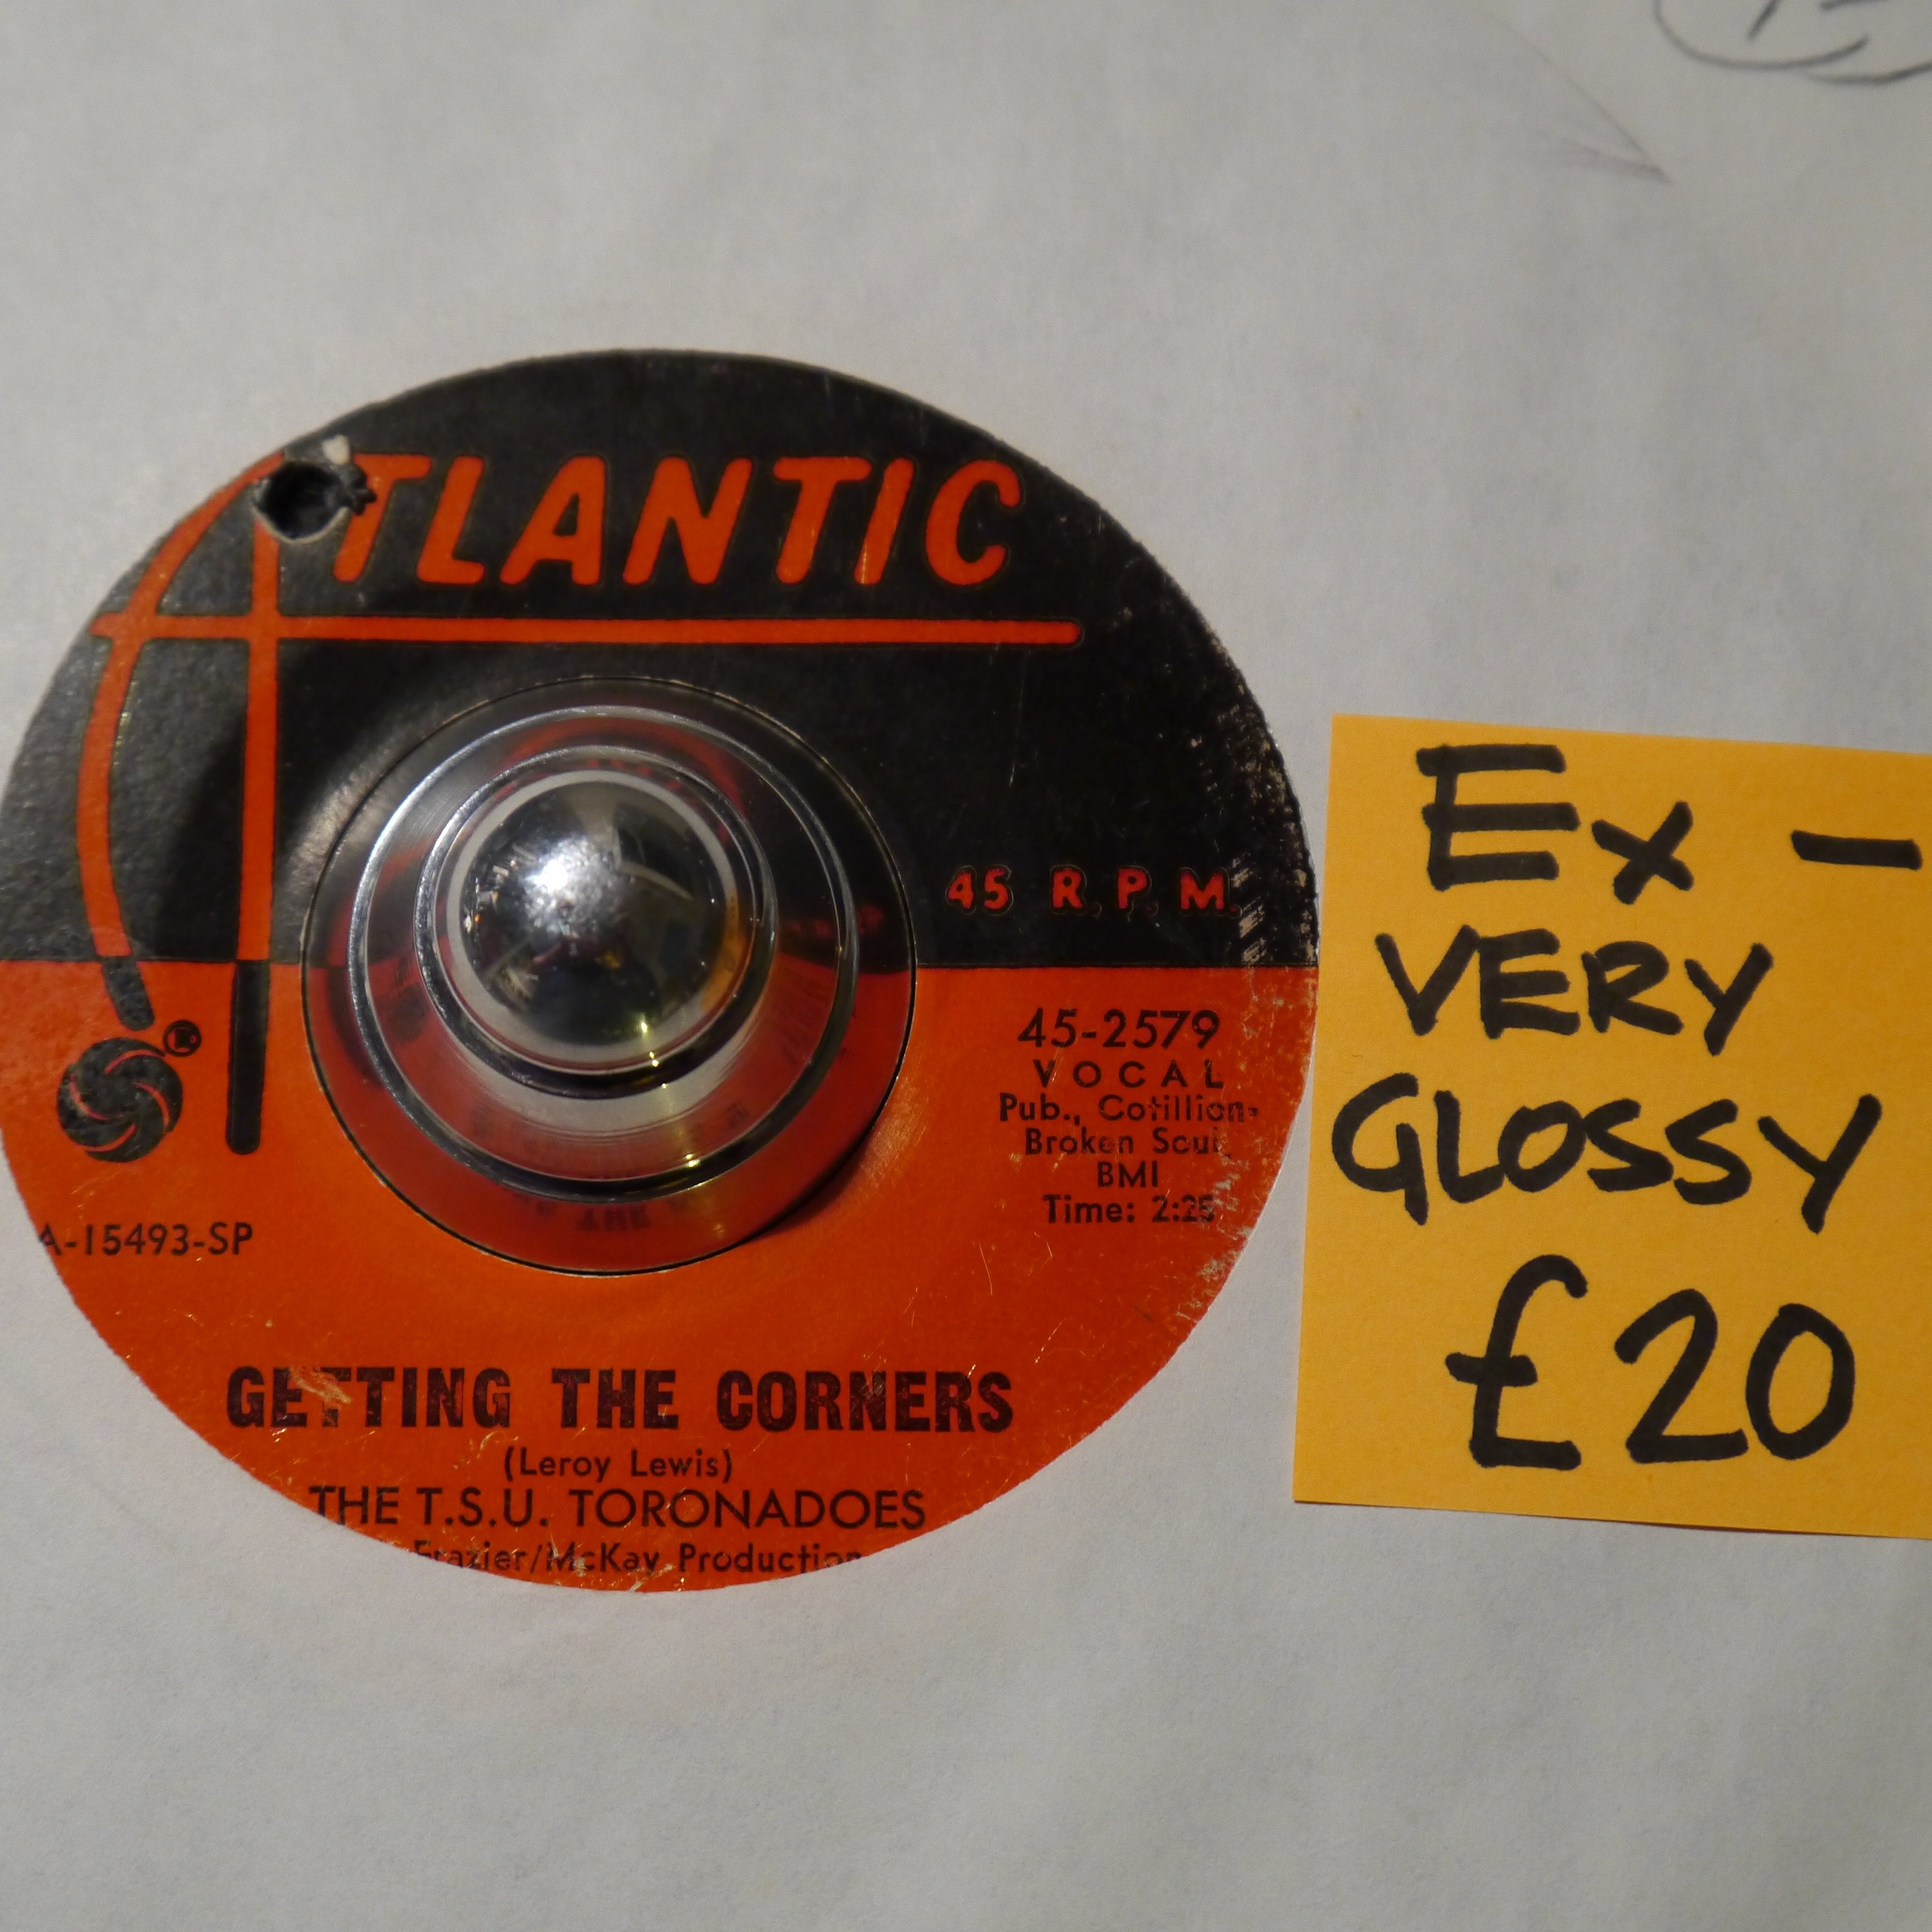 ATLANTIC
45 R.P.M.
45-2579
VOCAL
Pub., Cotillion-
Broken Soul,
BMI
Time: 2:25
A-15493-SP
GETTING THE CORNERS
(Leroy Lewis)
THE T.S.U. TORONADOES
Frazier/McKay Production
Ex -
VERY
GLOSSY
£20